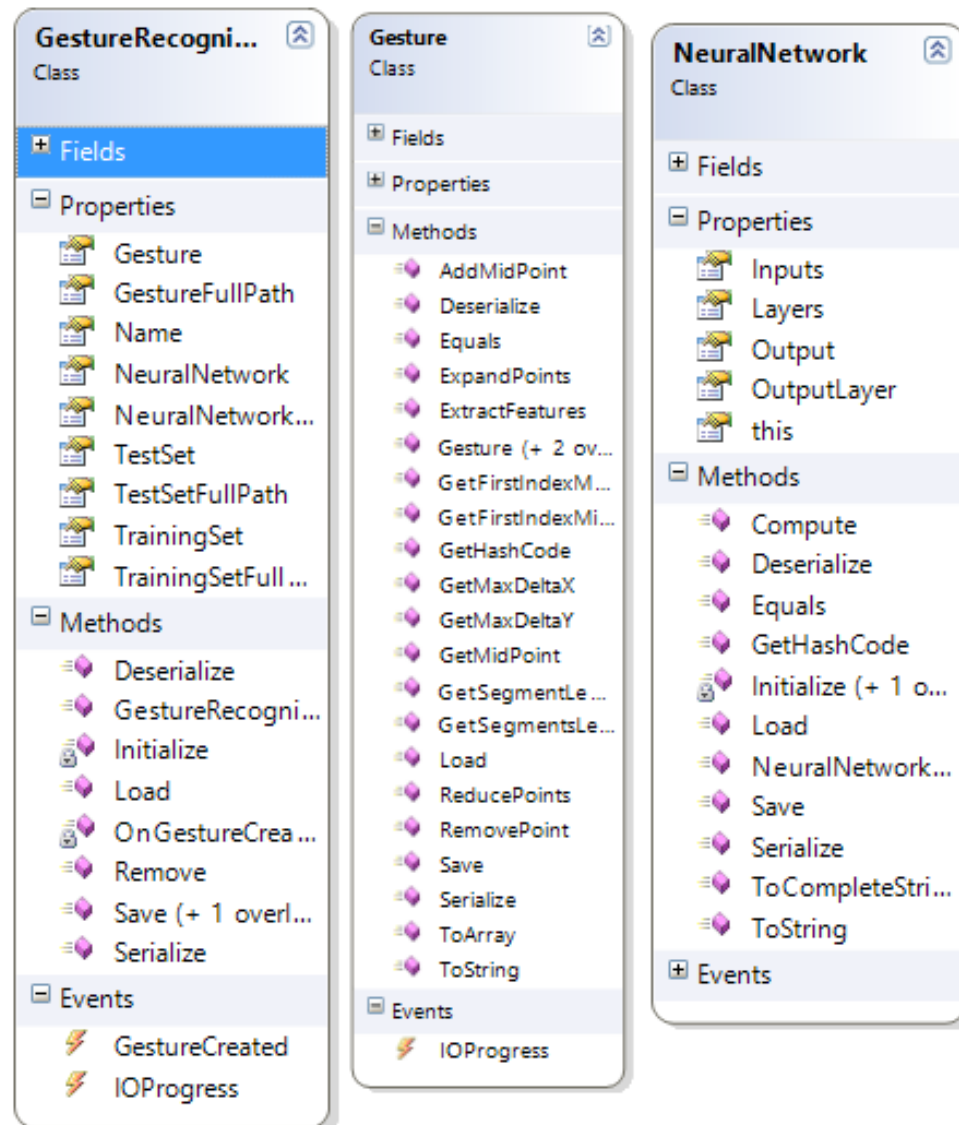 GestureRecogni...
Class
Fields
Properties
Gesture
GestureFullPath
Name
NeuralNetwork
NeuralNetwork...
TestSet
TestSetFullPath
TrainingSet
TrainingSetFull ...
Methods
Deserialize
GestureRecogni...
Initialize
Load
OnGestureCrea ...
Remove
Save (+ 1 overl...
Serialize
Events
GestureCreated
IOProgress
Gesture
Class
Fields
Properties
Methods
AddMidPoint
Deserialize
Equals
ExpandPoints
ExtractFeatures
Gesture (+ 2 ov...
GetFirstIndexM...
GetFirstIndexMi...
GetHashCode
GetMaxDeltaX
GetMaxDeltaY
GetMidPoint
GetSegmentLe ...
GetSegmentsLe...
Load
ReducePoints
RemovePoint
Save
Serialize
ToArray
ToString
Events
IOProgress
NeuralNetwork
Class
Fields
Properties
Inputs
Layers
Output
OutputLayer
this
Methods
Compute
Deserialize
Equals
GetHashCode
Initialize (+ 1 o...
Load
NeuralNetwork...
Save
Serialize
ToCompleteStri...
ToString
Events